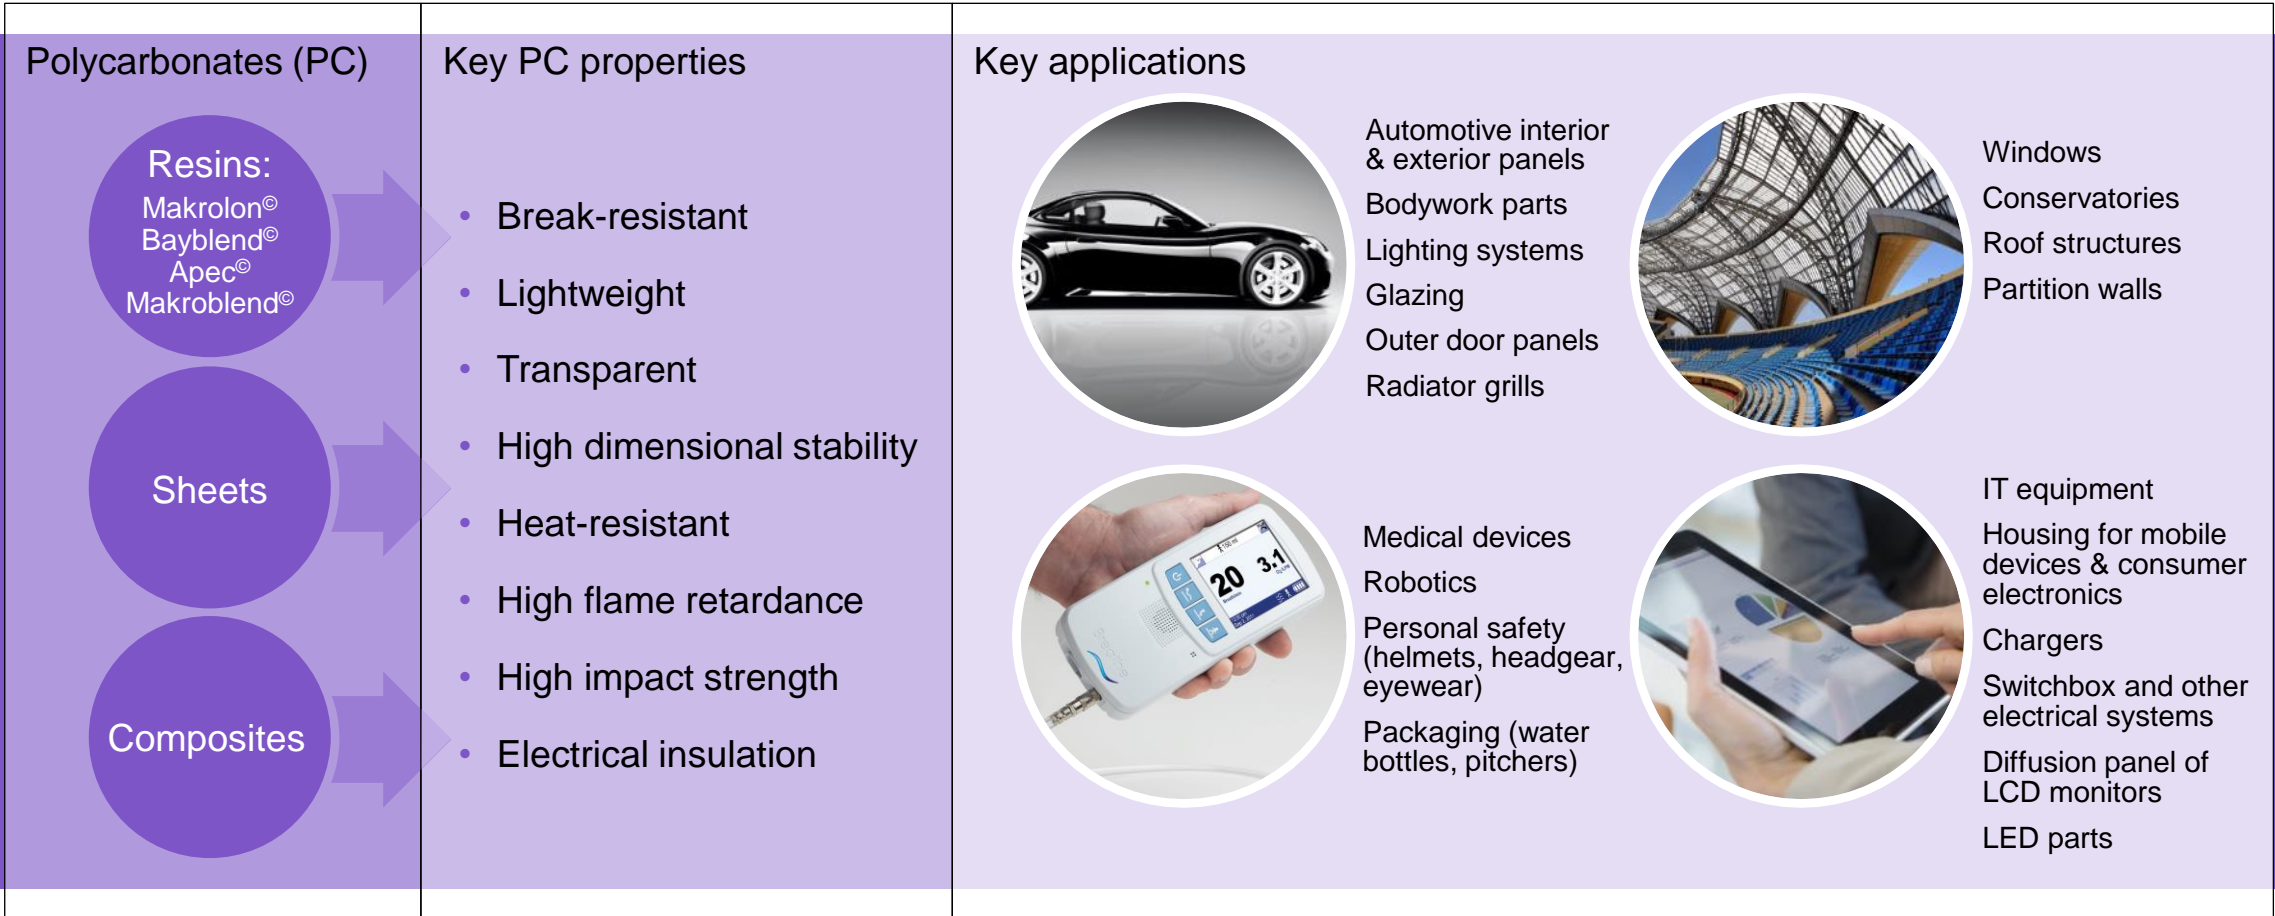 Polycarbonates (PC)
Resins:
Makrolon©
Bayblend©
Apec©
Makroblend©
Sheets
Composites
Key PC properties
• Break-resistant
• Lightweight
• Transparent
• High dimensional stability
• Heat-resistant
• High flame retardance
• High impact strength
• Electrical insulation
Key applications
Automotive interior
& exterior panels
Bodywork parts
Lighting systems
Glazing
Outer door panels
Radiator grills
Windows
Conservatories
Roof structures
Partition walls
20
3.1
Medical devices
Robotics
Personal safety
(helmets, headgear,
eyewear)
Packaging (water
bottles, pitchers)
IT equipment
Housing for mobile
devices & consumer
electronics
Chargers
Switchbox and other
electrical systems
Diffusion panel of
LCD monitors
LED parts